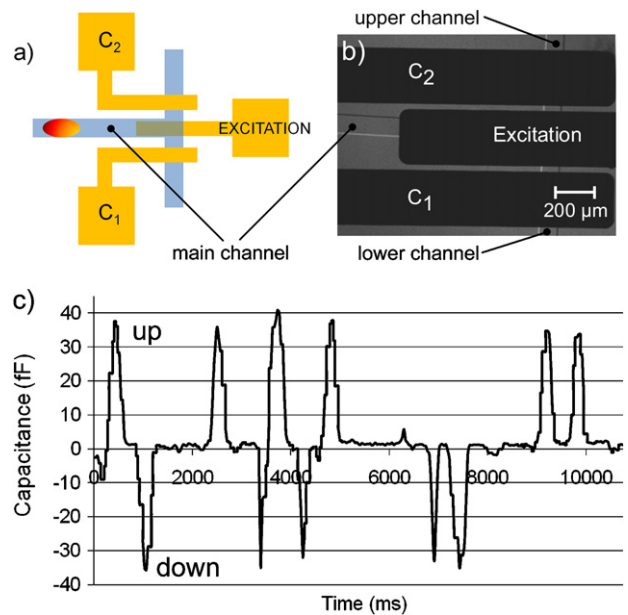 a)
C2
EXCITATION
C1
main channel
upper channel
b)
C2
Excitation
C1
200 µm
lower channel
c)
40
30
20
10
0
-10
-20
-30
-40
Capacitance (fF)
up
down
0
2000
4000
6000
8000
10000
Time (ms)